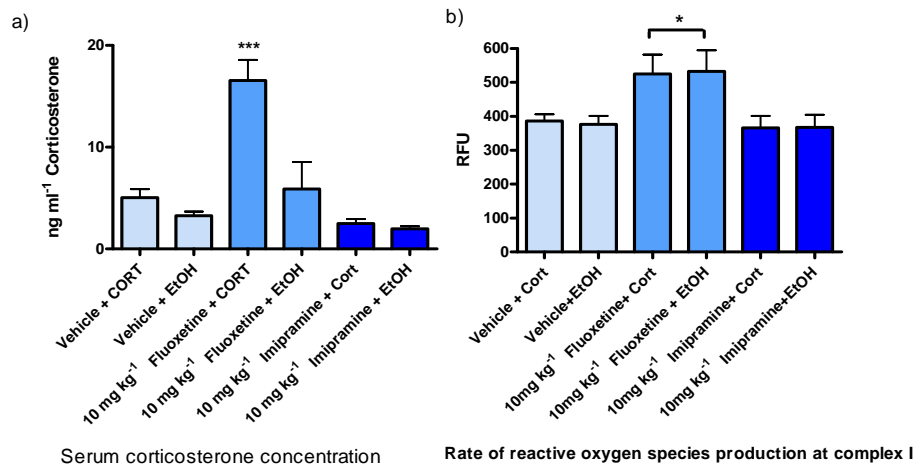 a)
20
10
0
ng ml-1 Corticosterone
***
Vehicle + CORT
Vehicle + EtOH
10 mg kg-1 Fluoxetine + CORT
10 mg kg-1 Fluoxetine + EtOH
10 mg kg-1 Imipramine + Cort
10 mg kg-1 Imipramine + EtOH
Serum corticosterone concentration
b)
*
600
500
400
300
200
100
0
RFU
Vehicle + Cort
Vehicle+EtOH
10mg kg-1 Fluoxetine+ Cort
10mg kg-1 Fluoxetine + EtOH
10mg kg-1 Imipramine+ Cort
10mg kg-1 Imipramine+EtOH
Rate of reactive oxygen species production at complex I